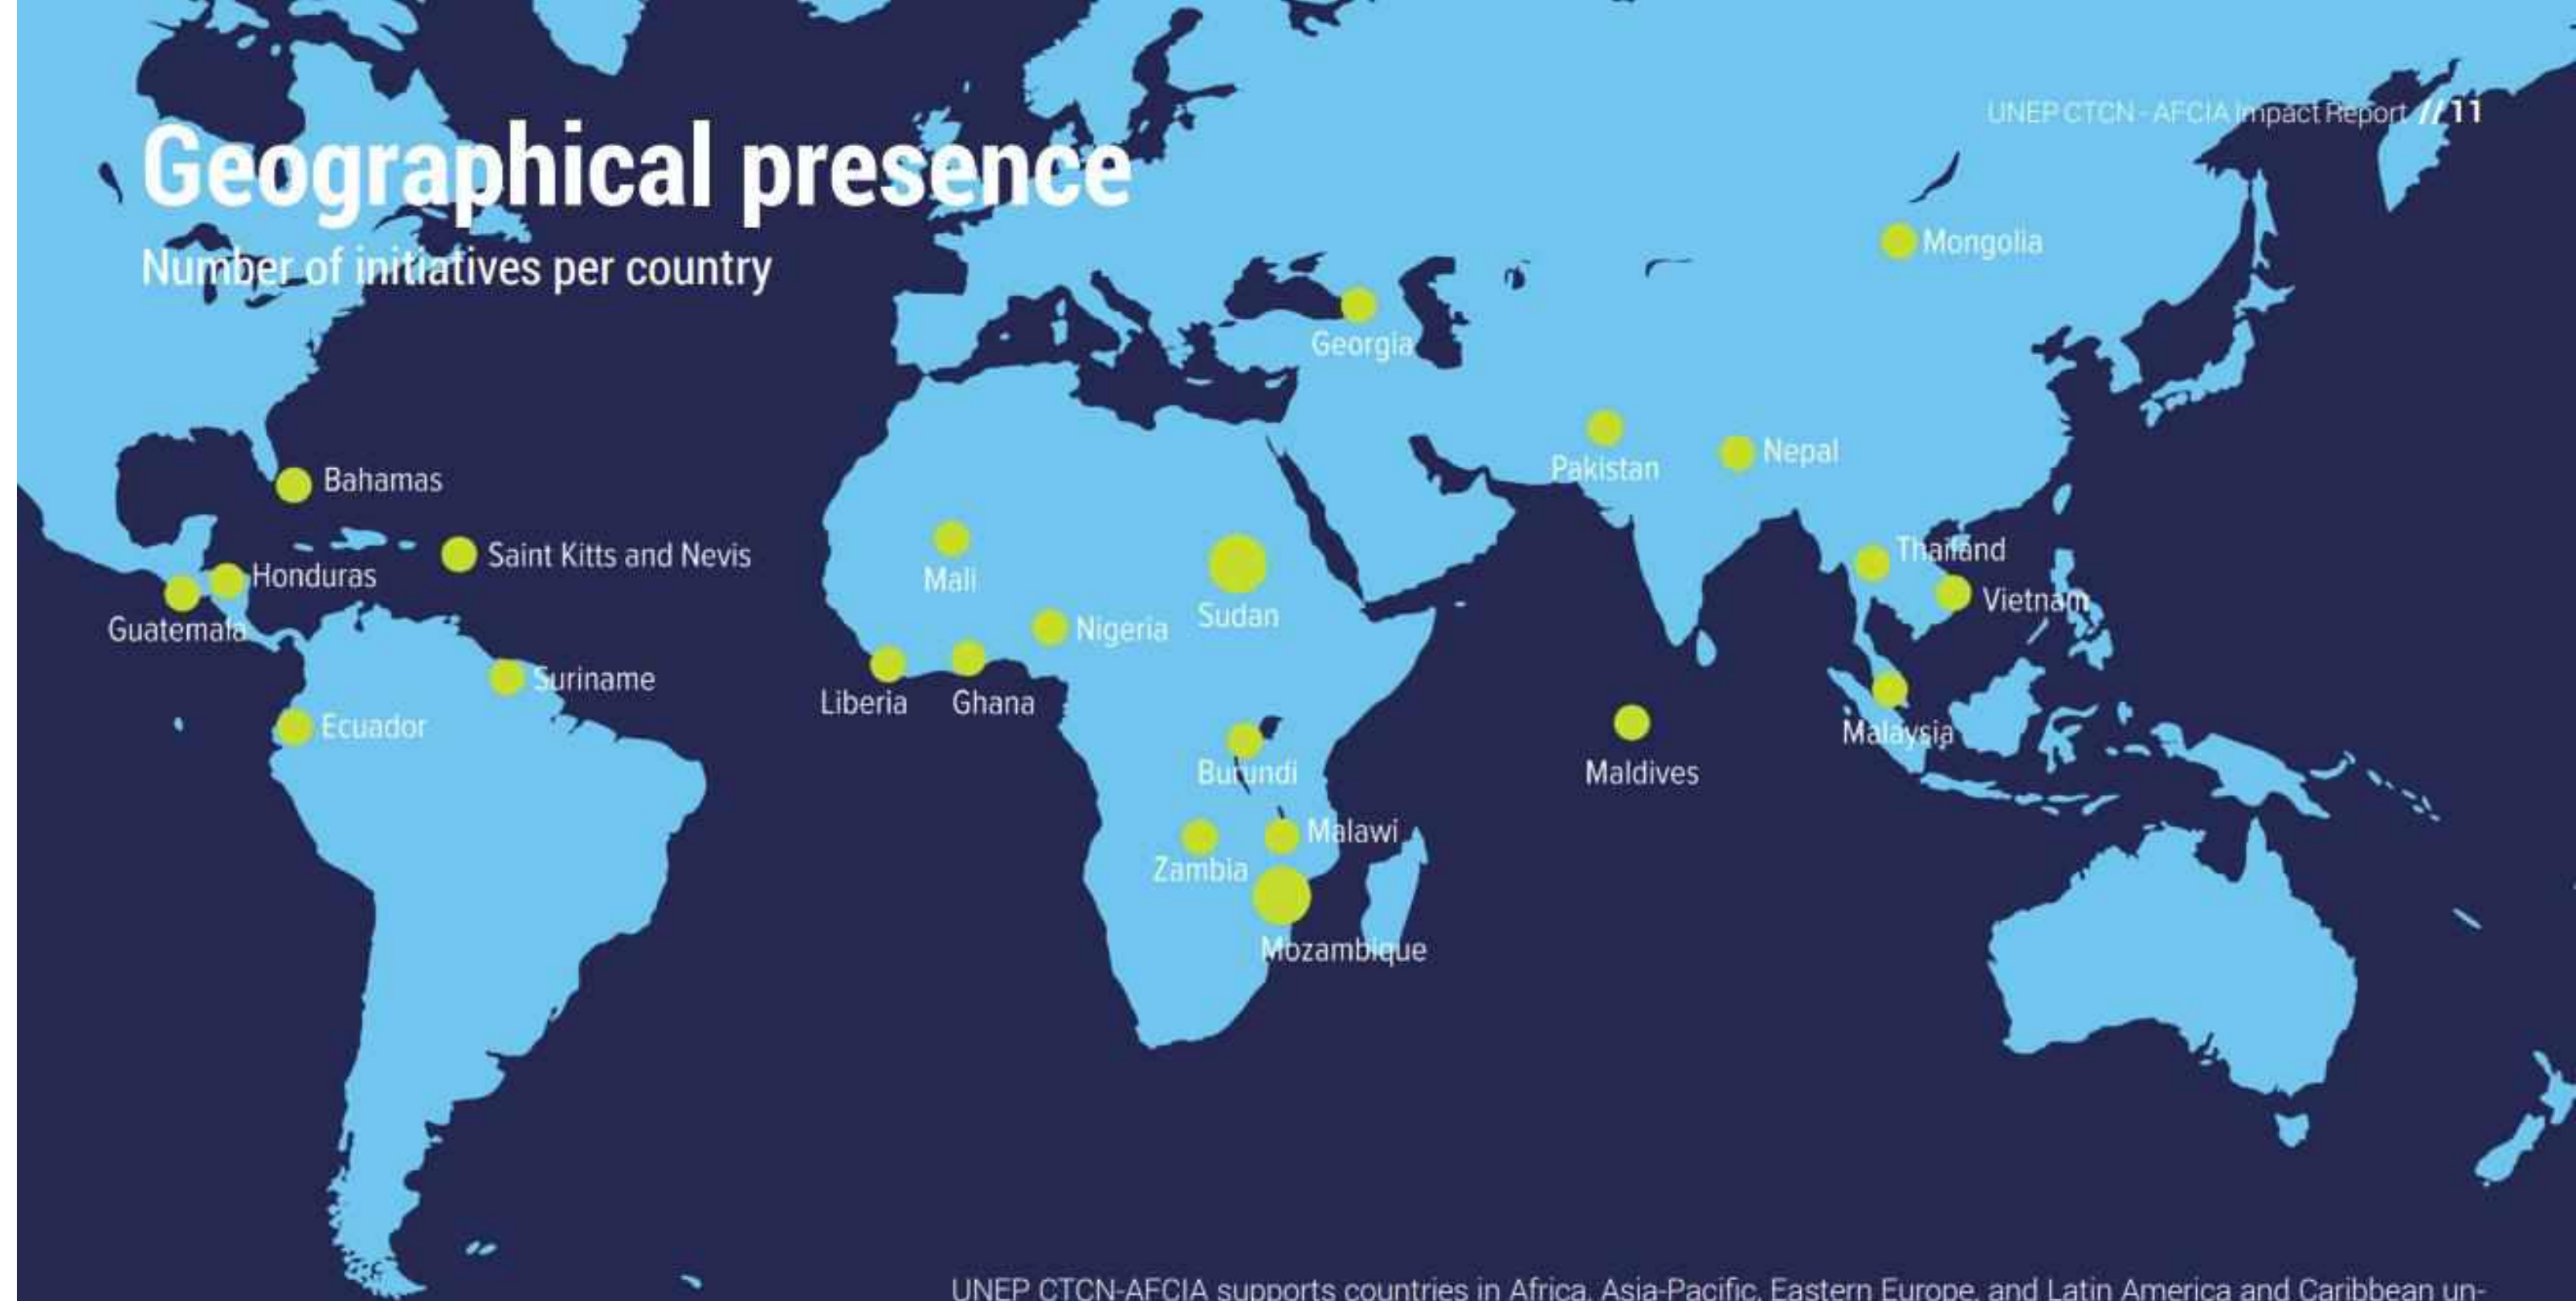 UNEP CTCN - AFCIA Impact Report // 11
Geographical presence
Number of initiatives per country
Mongolia
Georgia
Pakistan
Nepal
Bahamas
Saint Kitts and Nevis
Honduras
Guatemala
Mali
Sudan
Nigeria
Thailand
Vietnam
Suriname
Liberia
Ghana
Ecuador
Malaysia
Burundi
Maldives
Malawi
Zambia
Mozambique
UNEP CTCN-AFCIA supports countries in Africa, Asia-Pacific, Eastern Europe, and Latin America and Caribbean un-